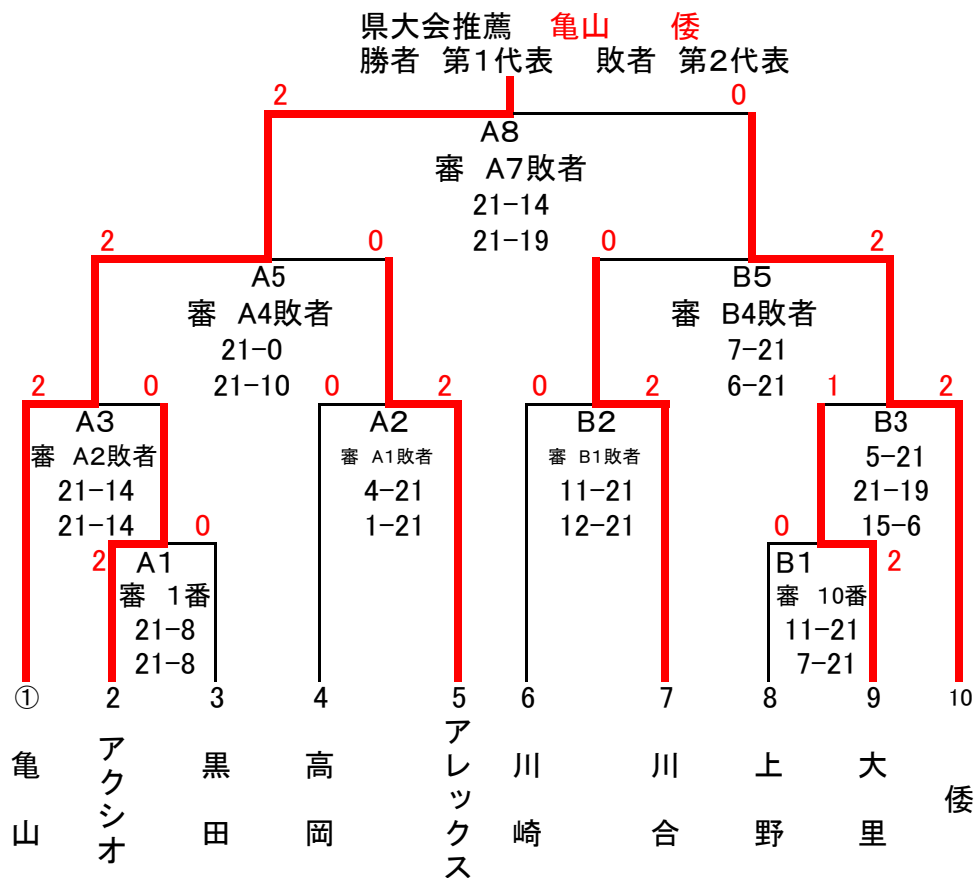 県大会推薦 亀山 倭
勝者 第1代表 敗者 第2代表
2 0
A8
審 A7敗者
21-14
21-19
2 0 0 2
A5 B5
審 A4敗者 審 B4敗者
21-0 7-21
21-10 6-21
2 0 0 2 0 2 1 2
A3 A2 B2 B3
審 A2敗者 審 A1敗者 審 B1敗者 5-21
21-14 4-21 11-21 21-19
21-14 1-21 12-21 15-6
0 0
2 A1 B1 2
審 1番 審 10番
21-8 11-21
21-8 7-21
① 2 3 4 5 6 7 8 9 10
亀山 アクシオ 黒田 高岡 アレックス 川崎 川合 上野 大里 倭